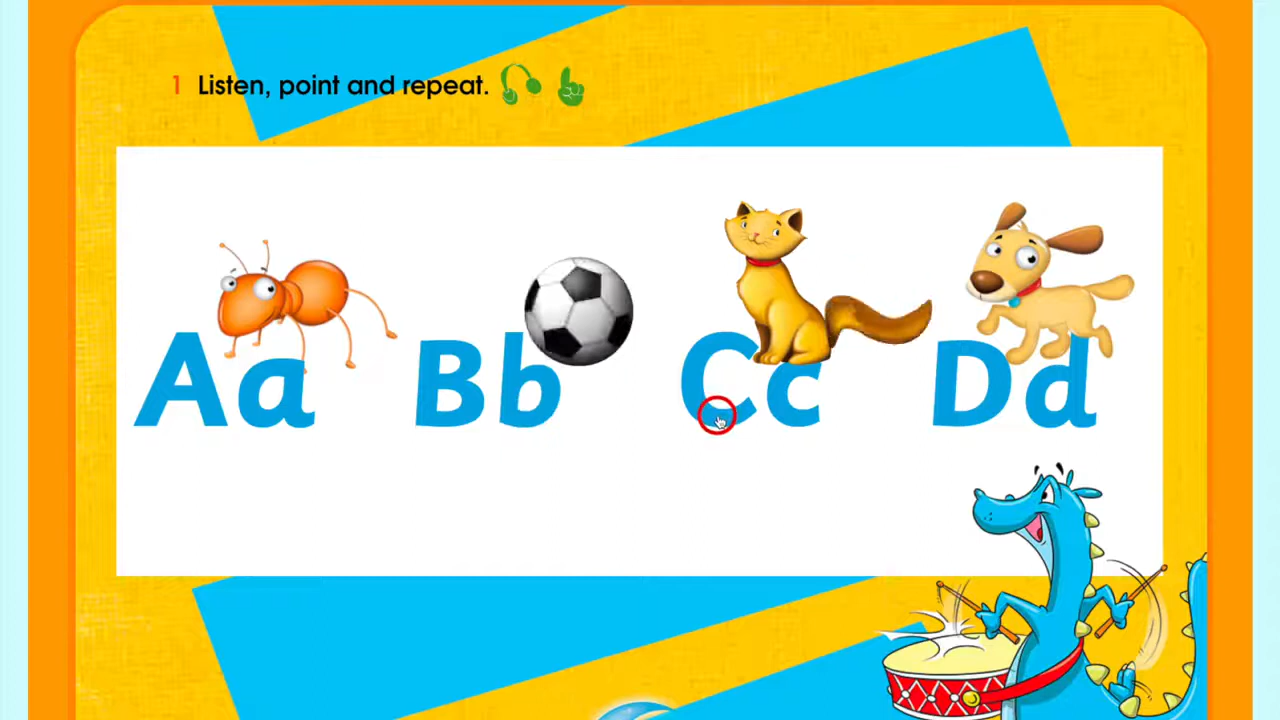 1 Listen, point and repeat.
Aa Bb Cc Dd